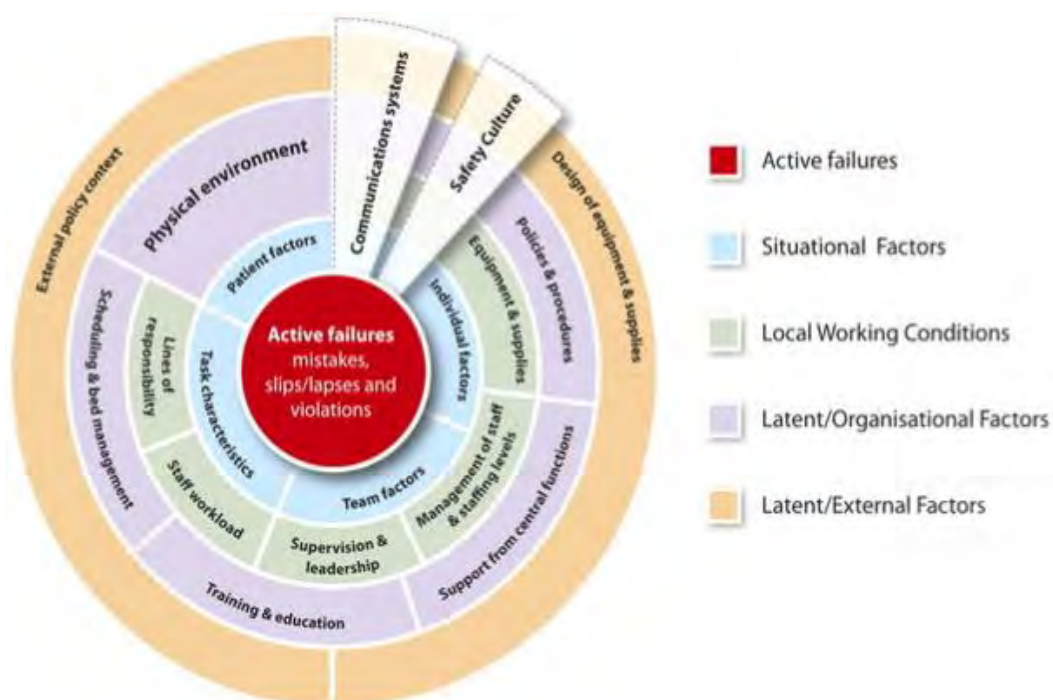 External policy context
Physical environment
Communications systems
Safety Culture
Design of equipment & supplies
Patient factors
Policies & procedures
Equipment & supplies
Individual factors
Scheduling & bed management
Lines of
responsibility
Task characteristics
Active failures
mistakes,
slips/lapses and
violations
Team factors
Management of staff
& staffing levels
Staff workload
Supervision &
leadership
Support from central functions
Training & education
Active failures
Situational Factors
Local Working Conditions
Latent/Organisational Factors
Latent/External Factors